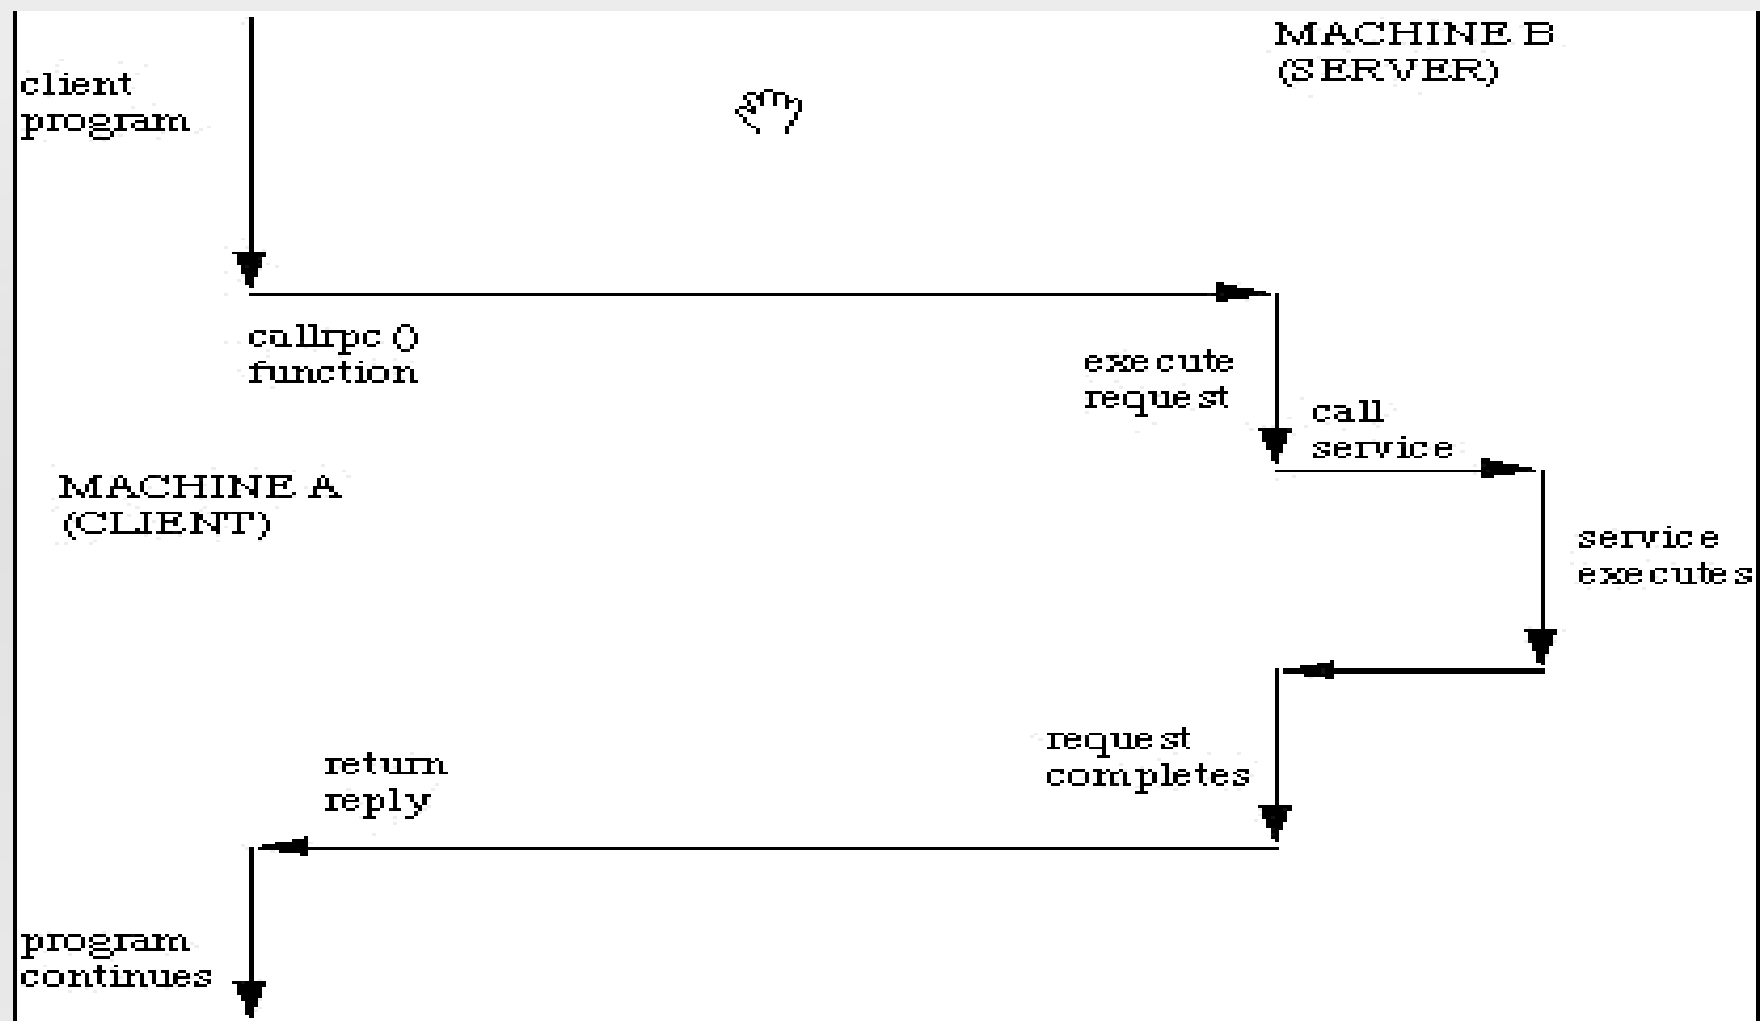 client
program
MACHINE B
(SERVER)
callrpc ()
function
execute
request
call
service
MACHINE A
(CLIENT)
service
executes
request
completes
return
reply
program
continues